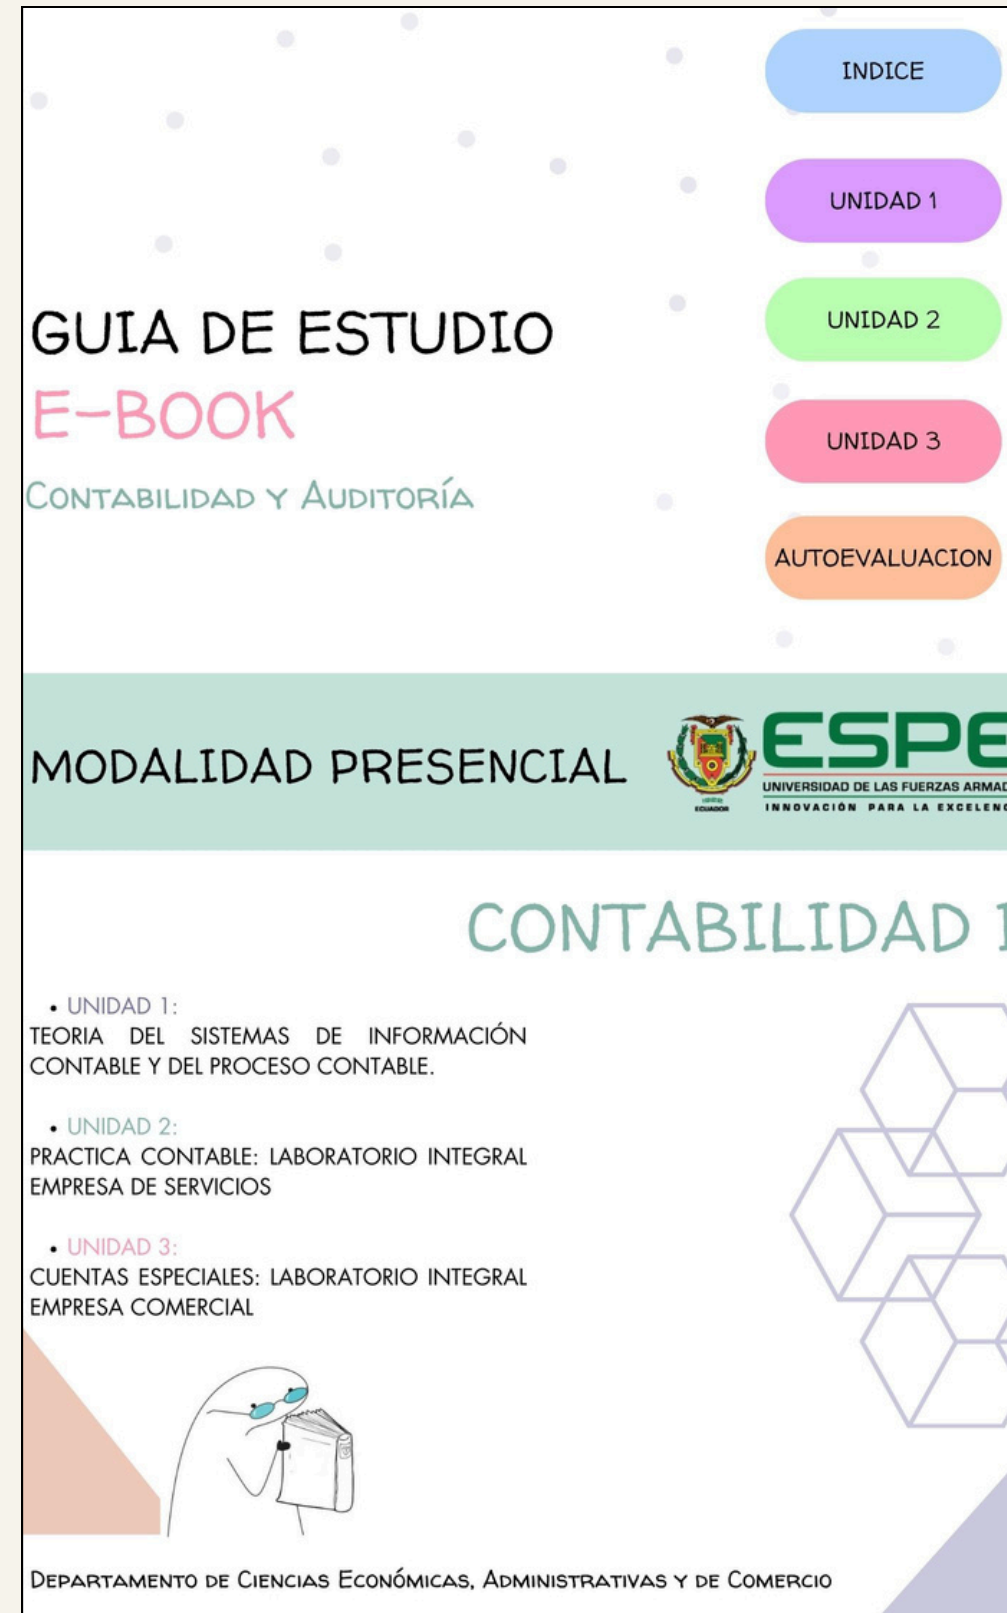 INDICE
UNIDAD 1
UNIDAD 2
UNIDAD 3
AUTOEVALUACION
GUIA DE ESTUDIO
E-BOOK
Contabilidad y Auditoría
MODALIDAD PRESENCIAL
ECUADOR
ESPE
UNIVERSIDAD DE LAS FUERZAS ARMAD
INNOVACIÓN PARA LA EXCELENC
CONTABILIDAD I
• UNIDAD 1:
TEORIA DEL SISTEMAS DE INFORMACIÓN
CONTABLE Y DEL PROCESO CONTABLE.
• UNIDAD 2:
PRACTICA CONTABLE: LABORATORIO INTEGRAL
EMPRESA DE SERVICIOS
• UNIDAD 3:
CUENTAS ESPECIALES: LABORATORIO INTEGRAL
EMPRESA COMERCIAL
Departamento de Ciencias Económicas, Administrativas y de Comercio